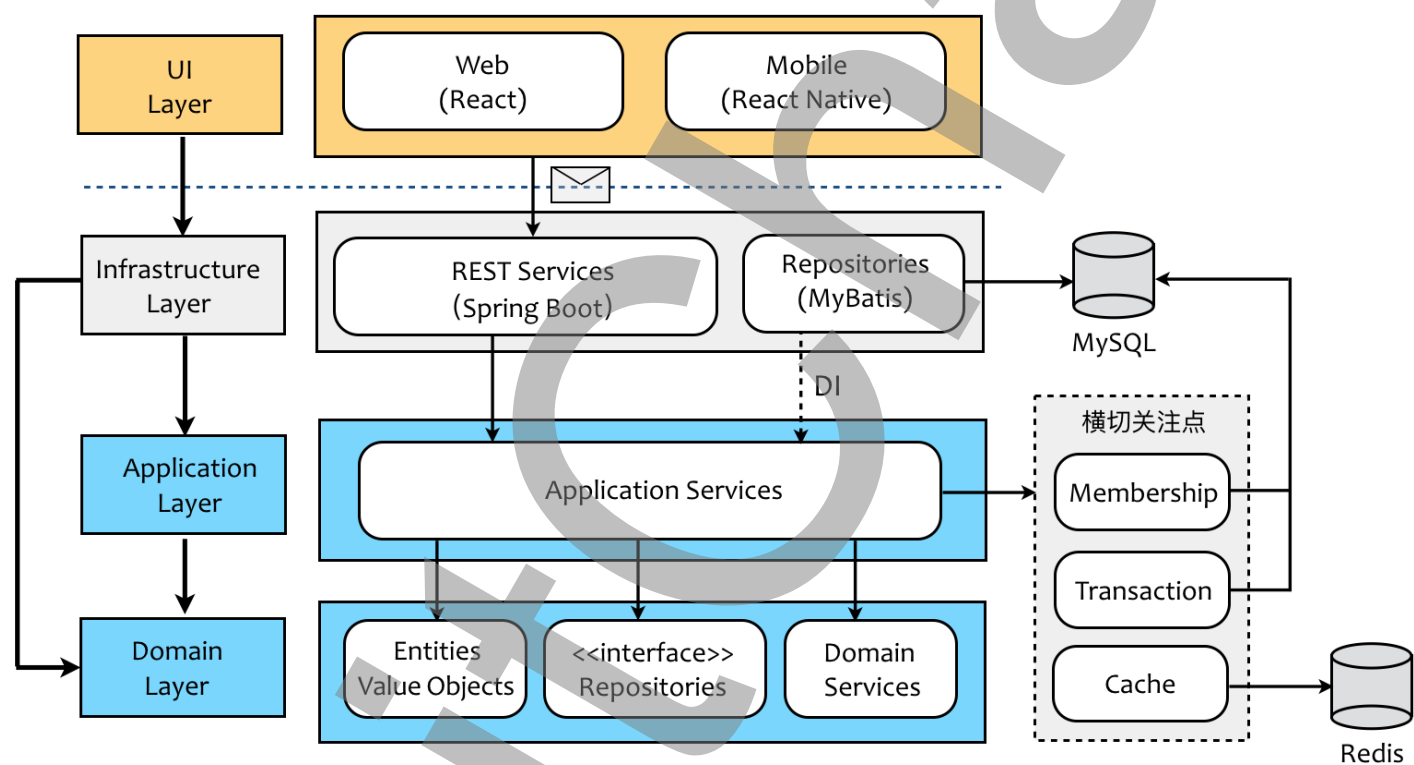 UI
Layer
Web
(React)
Mobile
(React Native)
Infrastructure
Layer
REST Services
(Spring Boot)
Repositories
(MyBatis)
MySQL
DI
横切关注点
Application
Layer
Application Services
Membership
Transaction
Cache
Domain
Layer
Entities
Value Objects
<<interface>>
Repositories
Domain
Services
Redis